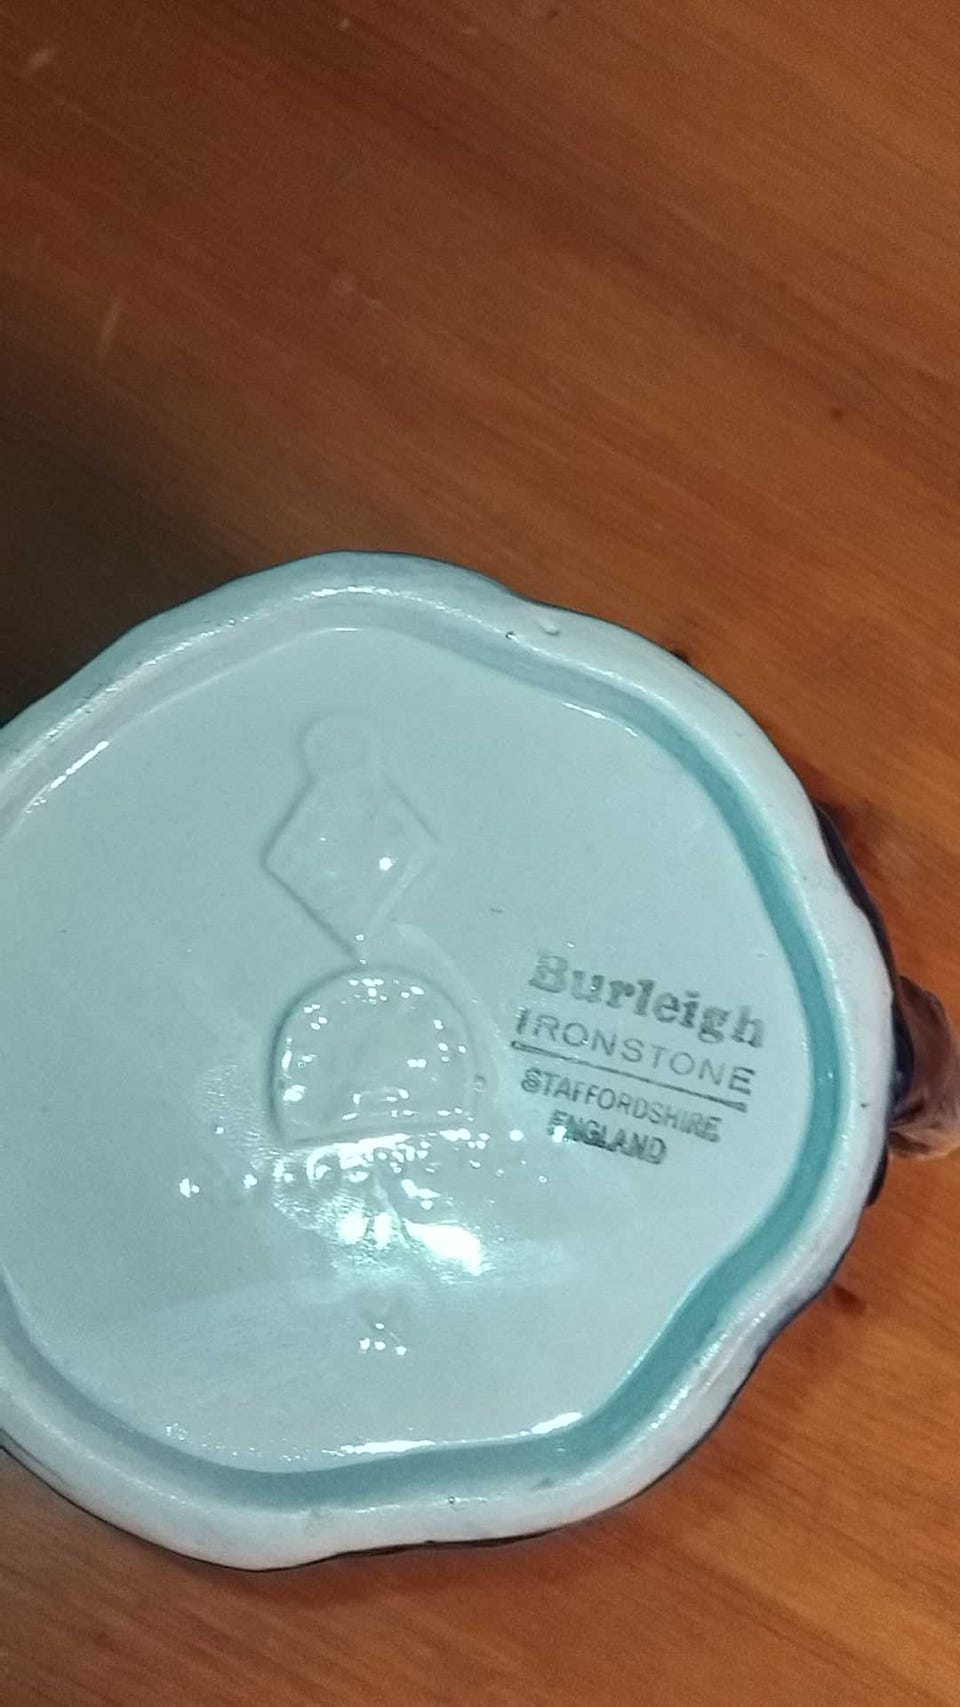 Burleigh
IRONSTONE
STAFFORDSHIRE
ENGLAND